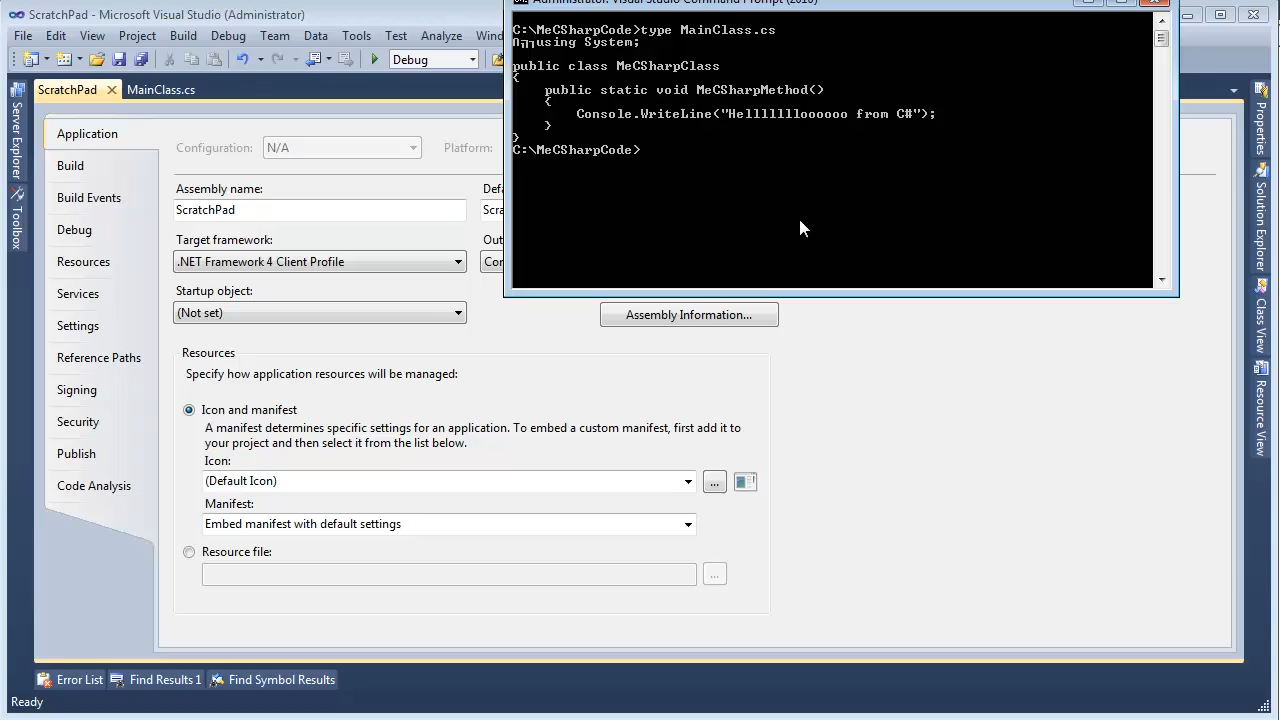 ScratchPad - Microsoft Visual Studio (Administrator)
File Edit View Project Build Debug Team Data Tools Test Analyze Wind
Debug
ScratchPad
MainClass.cs
Server Explorer
Toolbox
Application
Build
Build Events
Debug
Resources
Services
Settings
Reference Paths
Signing
Security
Publish
Code Analysis
Configuration:
N/A
Platform:
Assembly name:
Def
ScratchPad
Scra
Target framework:
Out
.NET Framework 4 Client Profile
Con
Startup object:
(Not set)
Assembly Information...
Resources
Specify how application resources will be managed:
Icon and manifest
A manifest determines specific settings for an application. To embed a custom manifest, first add it to
your project and then select it from the list below.
Icon:
(Default Icon)
...
Manifest:
Embed manifest with default settings
Resource file:
...
Administrator: Visual Studio Command Prompt (2010)
C:\MeCSharpCode>type MainClass.cs
∩╗┐using System;
public class MeCSharpClass
{
public static void MeCSharpMethod()
{
Console.WriteLine("Hellllllloooooo from C#");
}
}
C:\MeCSharpCode>
Properties
Solution Explorer
Class View
Resource View
Error List
Find Results 1
Find Symbol Results
Ready